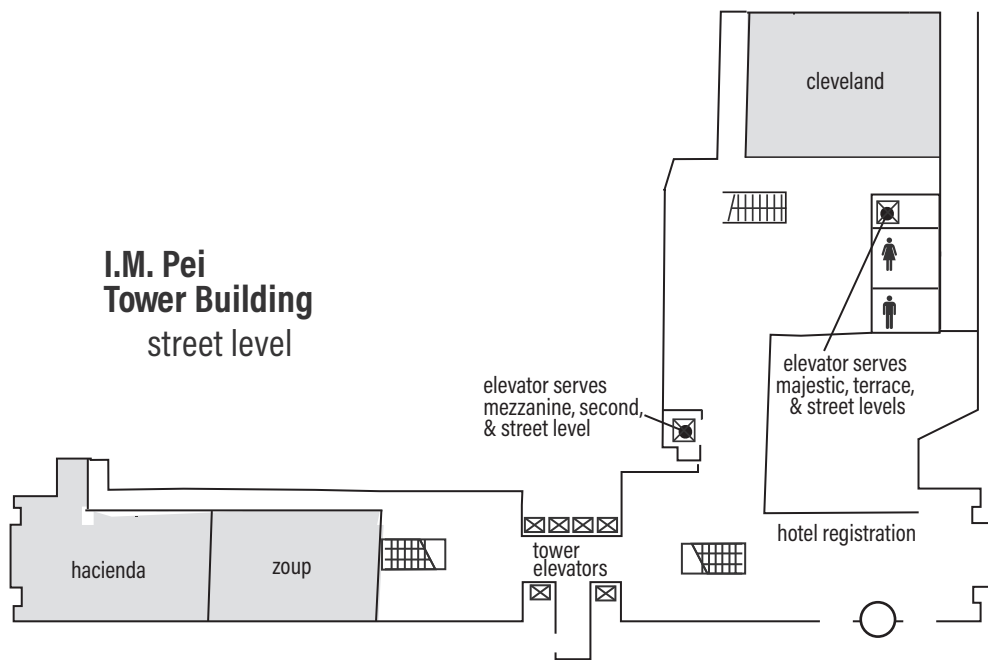 cleveland
I.M. Pei
Tower Building
street level
elevator serves
majestic, terrace,
& street levels
elevator serves
mezzanine, second,
& street level
hotel registration
tower
elevators
hacienda
zoup